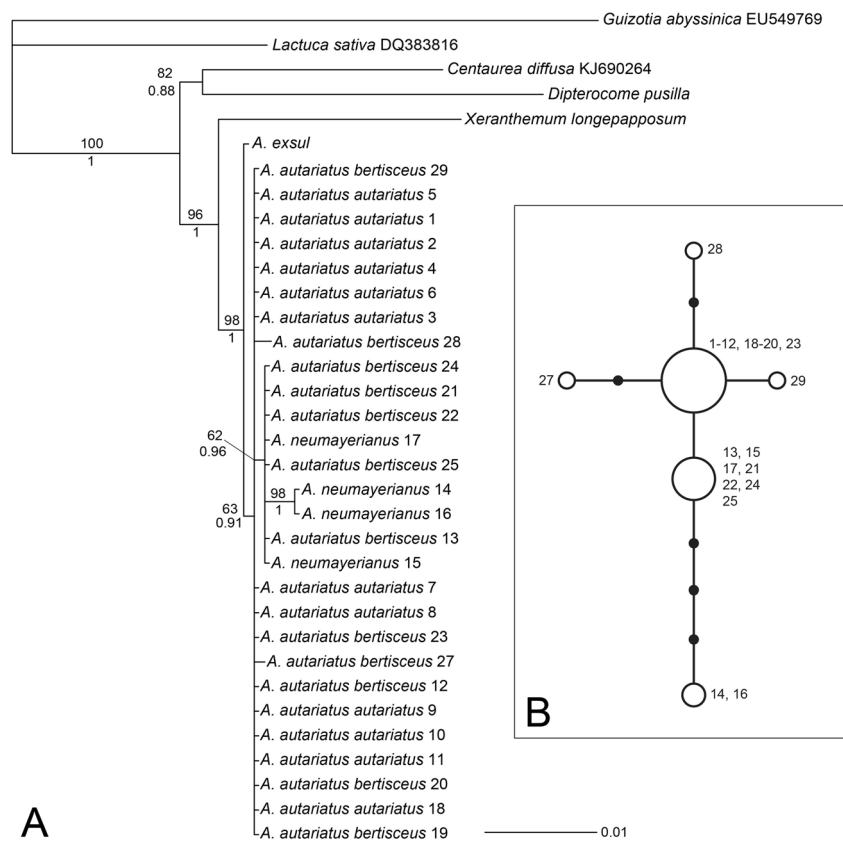 Guizotia abyssinica EU549769
Lactuca sativa DQ383816
82
0.88
Centaurea diffusa KJ690264
Dipterocome pusilla
Xeranthemum longepapposum
100
1
A. exsul
A. autariatus bertisceus 29
A. autariatus autariatus 5
96
1
A. autariatus autariatus 1
A. autariatus autariatus 2
A. autariatus autariatus 4
A. autariatus autariatus 6
A. autariatus autariatus 3
98
1
A. autariatus bertisceus 28
A. autariatus bertisceus 24
A. autariatus bertisceus 21
A. autariatus bertisceus 22
62
0.96
A. neumayerianus 17
A. autariatus bertisceus 25
98
1
A. neumayerianus 14
A. neumayerianus 16
63
0.91
A. autariatus bertisceus 13
A. neumayerianus 15
A. autariatus autariatus 7
A. autariatus autariatus 8
A. autariatus bertisceus 23
A. autariatus bertisceus 27
A. autariatus bertisceus 12
A. autariatus autariatus 9
A. autariatus autariatus 10
A. autariatus autariatus 11
A. autariatus bertisceus 20
A. autariatus autariatus 18
A. autariatus bertisceus 19
0.01
A
28
1-12, 18-20, 23
27
29
13, 15
17, 21
22, 24
25
14, 16
B